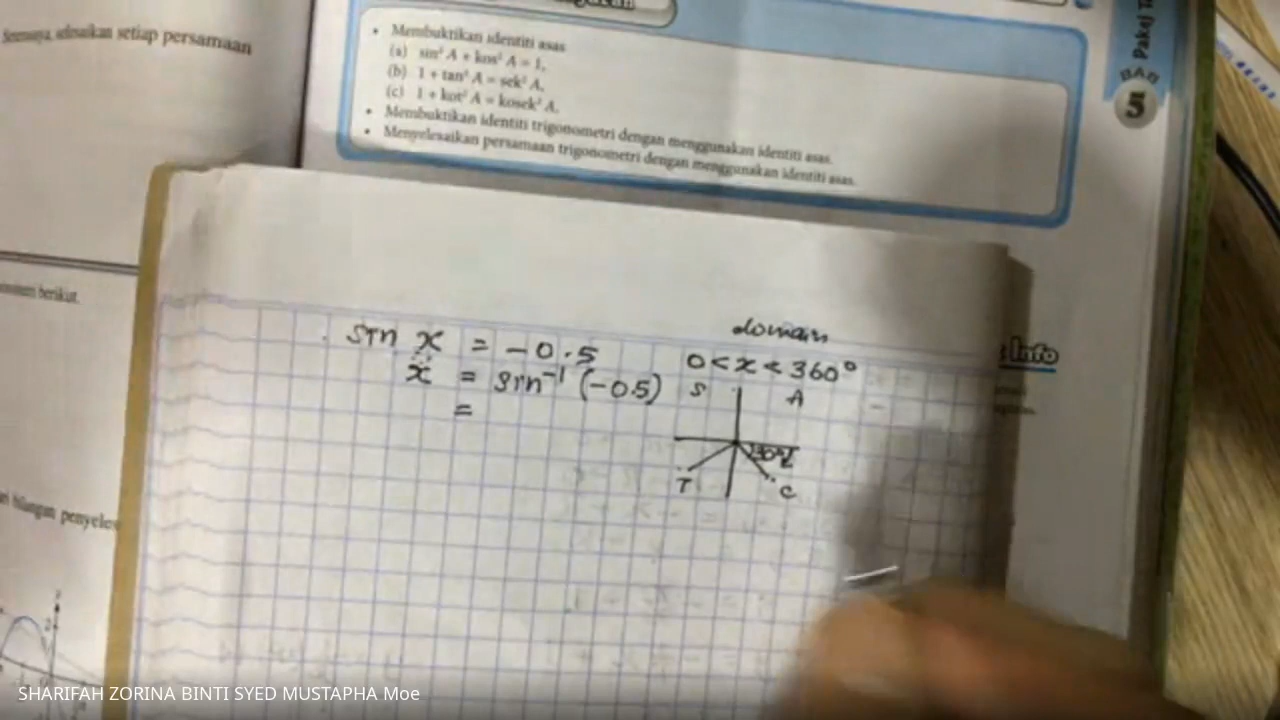 selesaikan setiap persamaan
• Membuktikan identiti asas
(a) sin² A + kos² A = 1,
(b) 1 + tan² A = sek² A,
(c) 1 + kot² A = kosek² A.
• Membuktikan identiti trigonometri dengan menggunakan identiti asas.
• Menyelesaikan persamaan trigonometri dengan menggunakan identiti asas.
BAB
5
berikut.
Info
bilangan
sin x = -0.5
x = sin⁻¹ (-0.5)
=
domain
0 < x < 360°
S A
30°
T C
SHARIFAH ZORINA BINTI SYED MUSTAPHA Moe